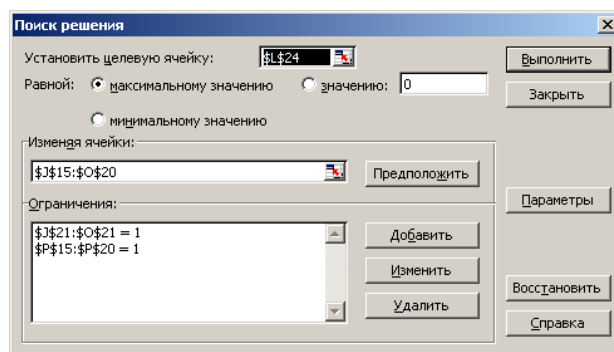 Поиск решения
Установить целевую ячейку: $L$24 Выполнить
Равной: максимальному значению значению: 0 Закрыть
минимальному значению
Изменяя ячейки:
$J$15:$O$20 Предположить
Параметры
Ограничения:
$J$21:$O$21 = 1 Добавить
$P$15:$P$20 = 1
Изменить
Восстановить
Удалить
Справка